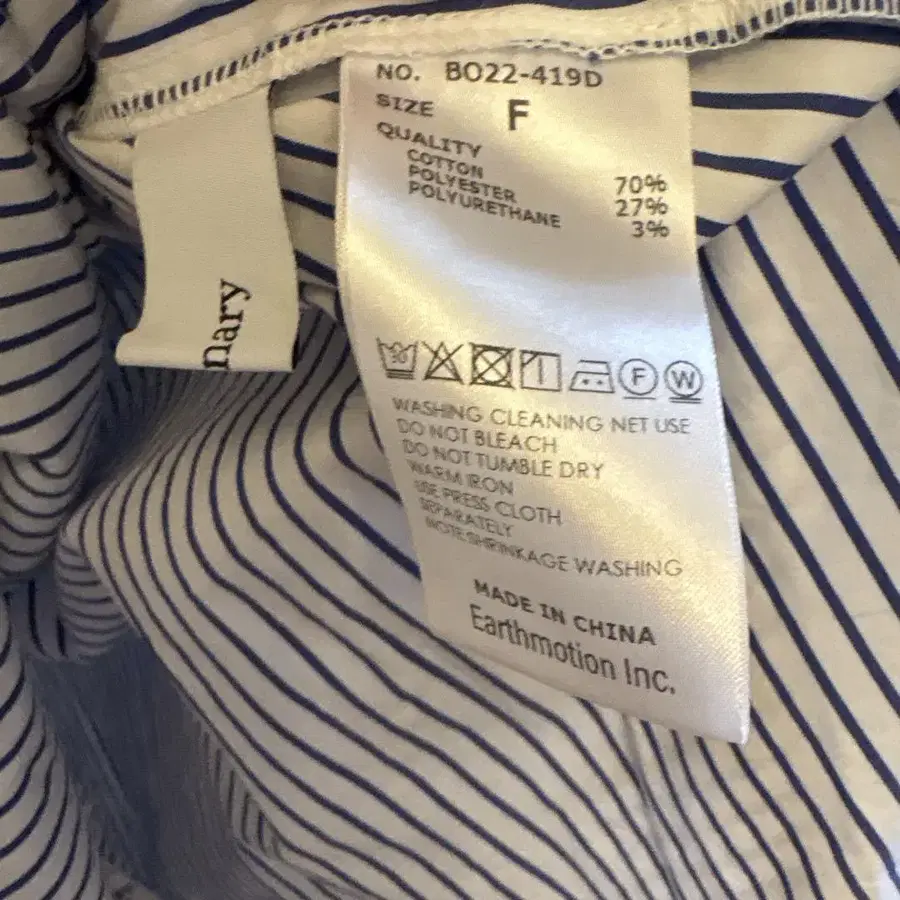 NO. BO22-419D
SIZE F
QUALITY
COTTON 70%
POLYESTER 27%
POLYURETHANE 3%
30
F W
WASHING CLEANING NET USE
DO NOT BLEACH
DO NOT TUMBLE DRY
WARM IRON
USE PRESS CLOTH
SEPARATELY
NOTE.SHRINKAGE WASHING
MADE IN CHINA
Earthmotion Inc.
nary